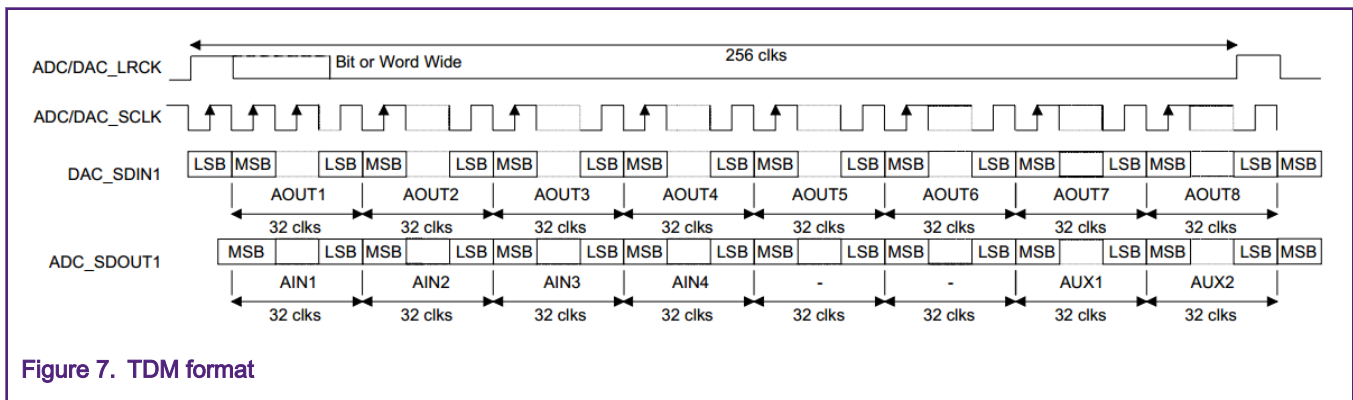 256 clks
ADC/DAC_LRCK Bit or Word Wide
ADC/DAC_SCLK
DAC_SDIN1 LSB MSB LSB MSB LSB MSB LSB MSB LSB MSB LSB MSB LSB MSB LSB MSB LSB MSB
AOUT1 AOUT2 AOUT3 AOUT4 AOUT5 AOUT6 AOUT7 AOUT8
32 clks 32 clks 32 clks 32 clks 32 clks 32 clks 32 clks 32 clks
ADC_SDOUT1 MSB LSB MSB LSB MSB LSB MSB LSB MSB LSB MSB LSB MSB LSB MSB LSB MSB
AIN1 AIN2 AIN3 AIN4 - - AUX1 AUX2
32 clks 32 clks 32 clks 32 clks 32 clks 32 clks 32 clks 32 clks
Figure 7. TDM format